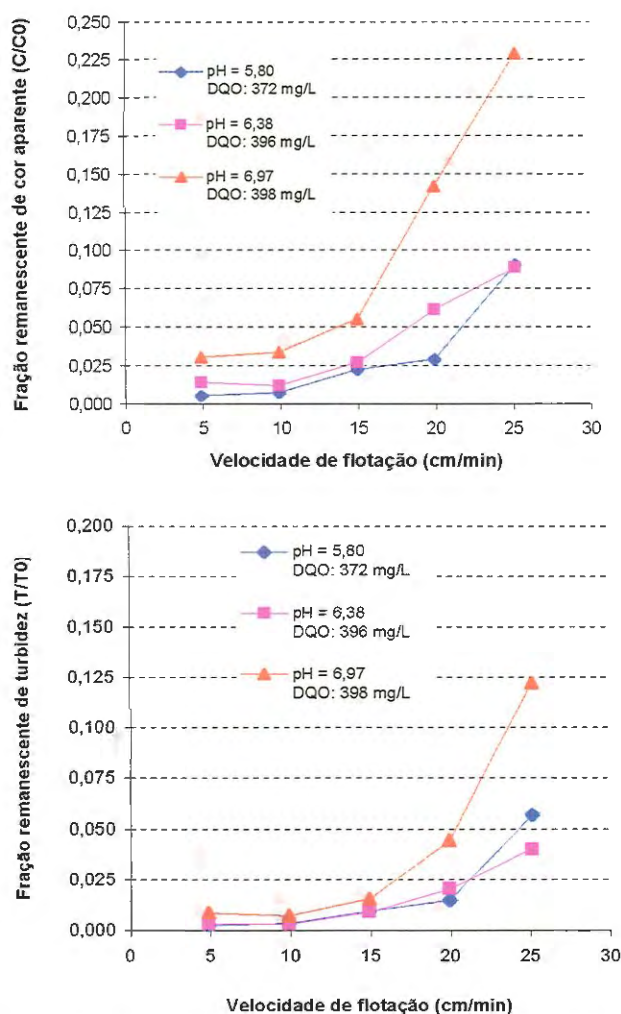 Fração remanescente de cor aparente (C/C0)
0,250
0,225
0,200
0,175
0,150
0,125
0,100
0,075
0,050
0,025
0,000
pH = 5,80
DQO: 372 mg/L
pH = 6,38
DQO: 396 mg/L
pH = 6,97
DQO: 398 mg/L
0 5 10 15 20 25 30
Velocidade de flotação (cm/min)
Fração remanescente de turbidez (T/T0)
0,200
0,175
0,150
0,125
0,100
0,075
0,050
0,025
0,000
pH = 5,80
DQO: 372 mg/L
pH = 6,38
DQO: 396 mg/L
pH = 6,97
DQO: 398 mg/L
0 5 10 15 20 25 30
Velocidade de flotação (cm/min)